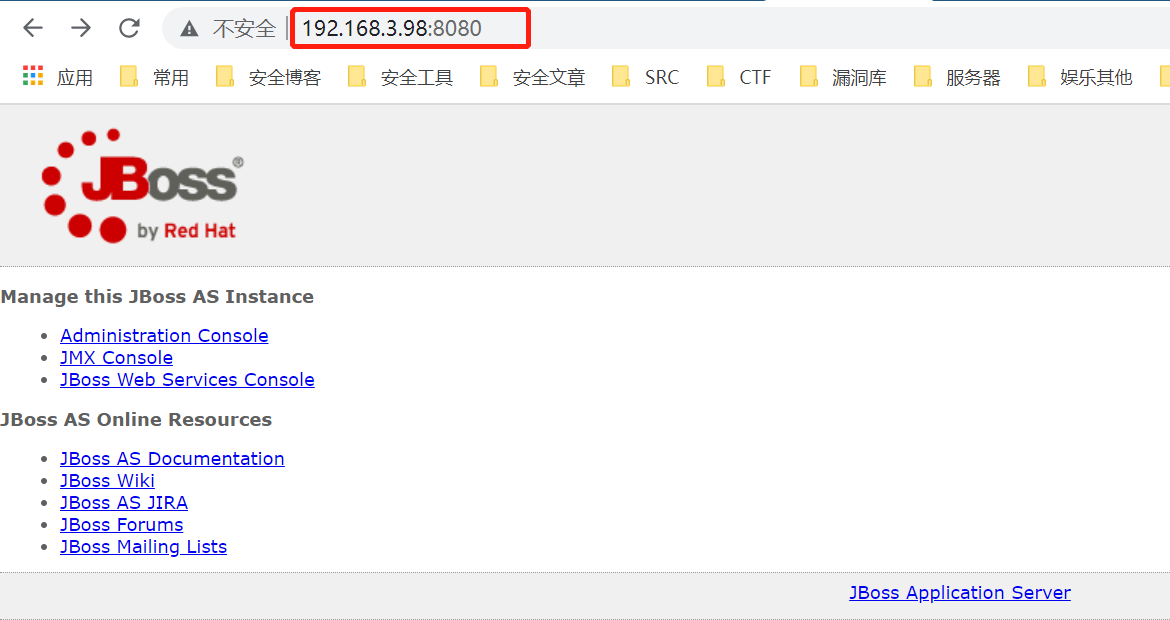 不安全 192.168.3.98:8080
应用 常用 安全博客 安全工具 安全文章 SRC CTF 漏洞库 服务器 娱乐其他
JBoss®
by Red Hat
Manage this JBoss AS Instance
Administration Console
JMX Console
JBoss Web Services Console
JBoss AS Online Resources
JBoss AS Documentation
JBoss Wiki
JBoss AS JIRA
JBoss Forums
JBoss Mailing Lists
JBoss Application Server